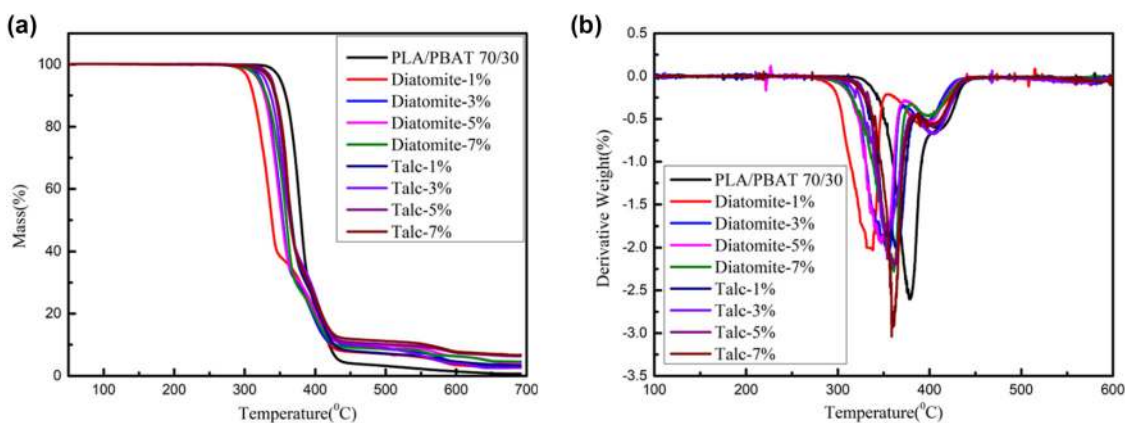 (a)
100
80
60
40
20
0
Mass(%)
100
200
300
400
500
600
700
Temperature(⁰C)
PLA/PBAT 70/30
Diatomite-1%
Diatomite-3%
Diatomite-5%
Diatomite-7%
Talc-1%
Talc-3%
Talc-5%
Talc-7%
(b)
0.5
0.0
-0.5
-1.0
-1.5
-2.0
-2.5
-3.0
-3.5
Derivative Weight(%)
100
200
300
400
500
600
Temperature(⁰C)
PLA/PBAT 70/30
Diatomite-1%
Diatomite-3%
Diatomite-5%
Diatomite-7%
Talc-1%
Talc-3%
Talc-5%
Talc-7%